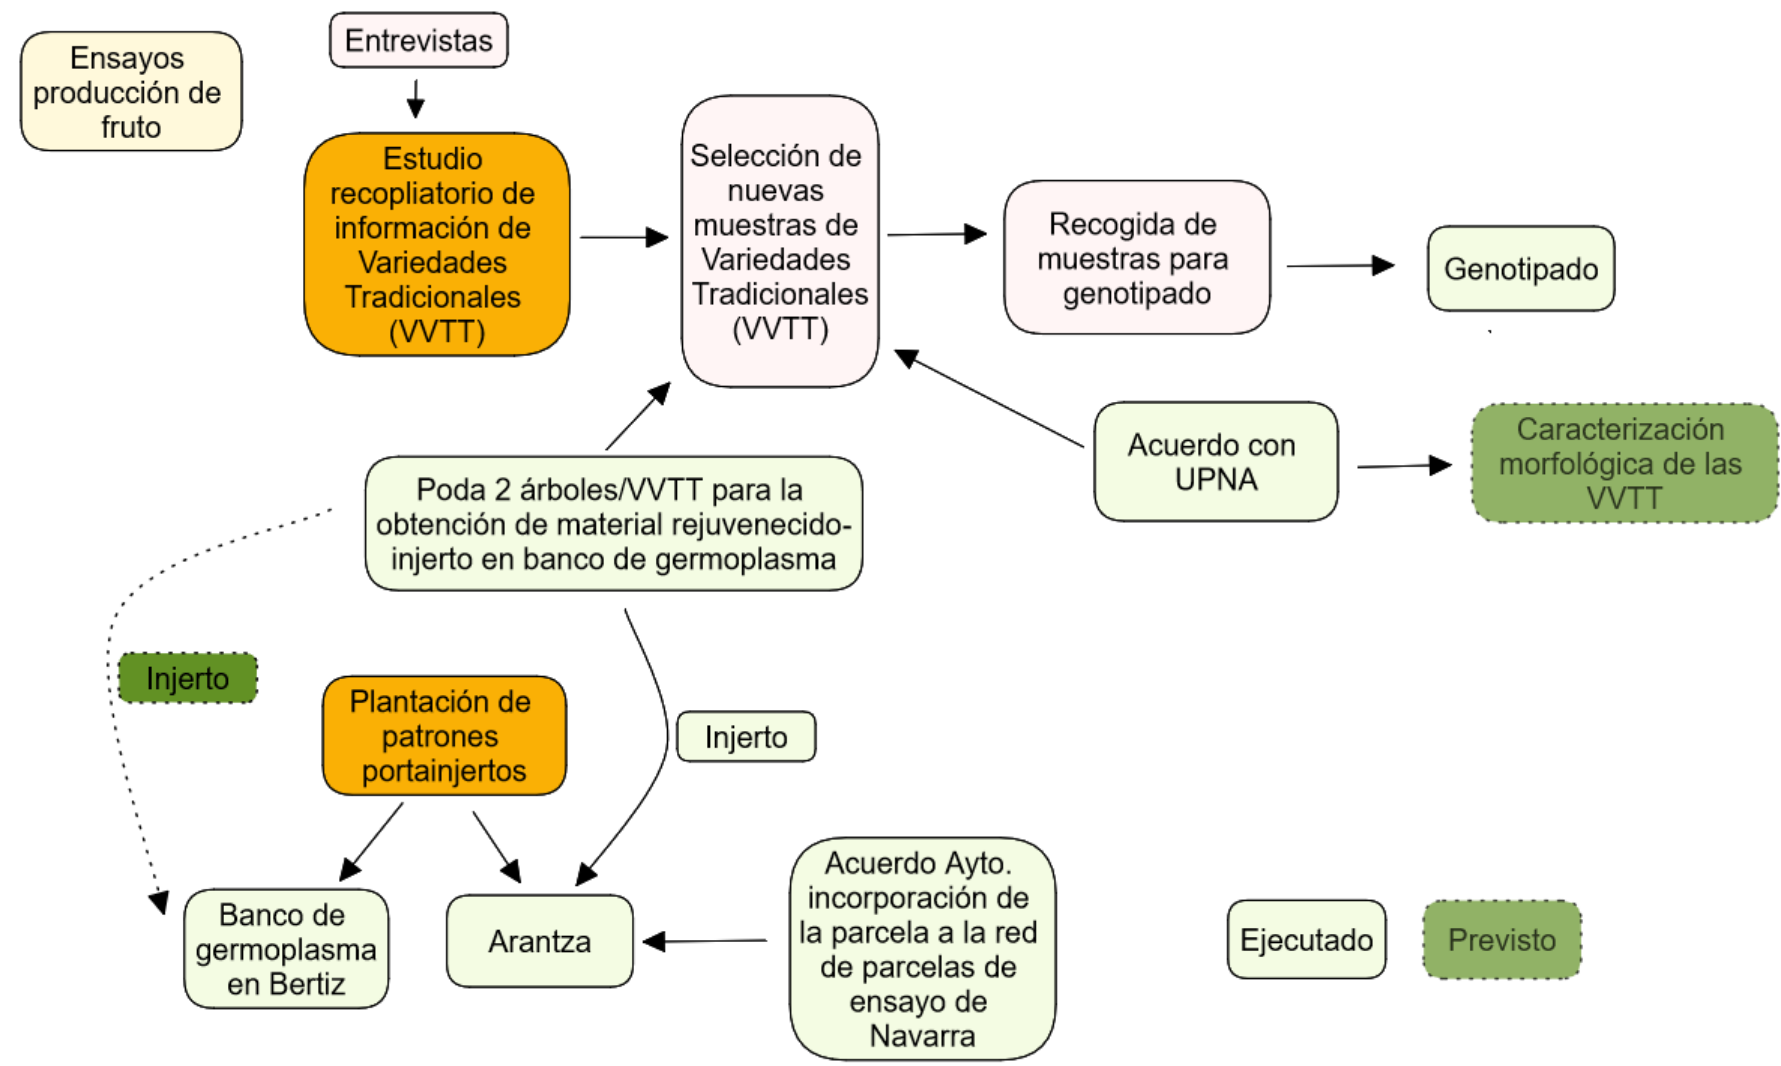 Ensayos
producción de
fruto
Entrevistas
Estudio
recopliatorio de
información de
Variedades
Tradicionales
(VVTT)
Selección de
nuevas
muestras de
Variedades
Tradicionales
(VVTT)
Recogida de
muestras para
genotipado
Genotipado
Acuerdo con
UPNA
Caracterización
morfológica de las
VVTT
Poda 2 árboles/VVTT para la
obtención de material rejuvenecido-
injerto en banco de germoplasma
Injerto
Plantación de
patrones
portainjertos
Injerto
Banco de
germoplasma
en Bertiz
Arantza
Acuerdo Ayto.
incorporación de
la parcela a la red
de parcelas de
ensayo de
Navarra
Ejecutado
Previsto